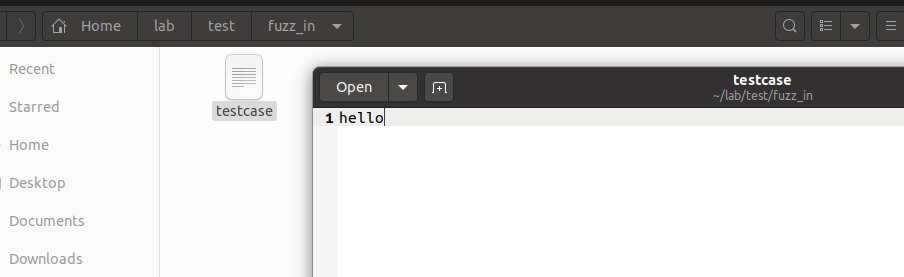 Home lab test fuzz_in
Recent
Starred
Home
Desktop
Documents
Downloads
testcase
Open
testcase
~/lab/test/fuzz_in
1 hello